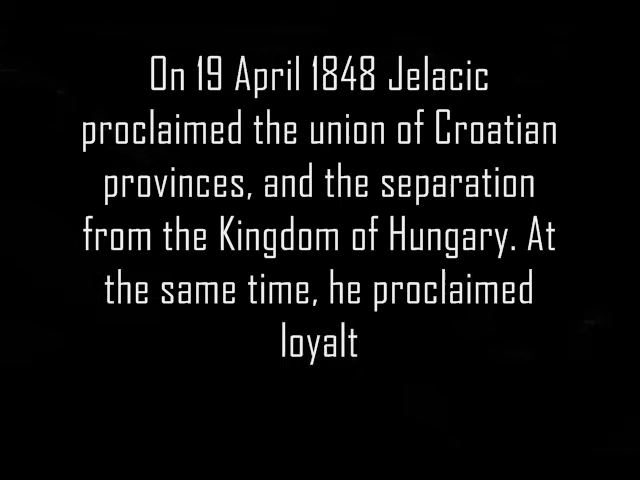 On 19 April 1848 Jelacic
proclaimed the union of Croatian
provinces, and the separation
from the Kingdom of Hungary. At
the same time, he proclaimed
loyalt